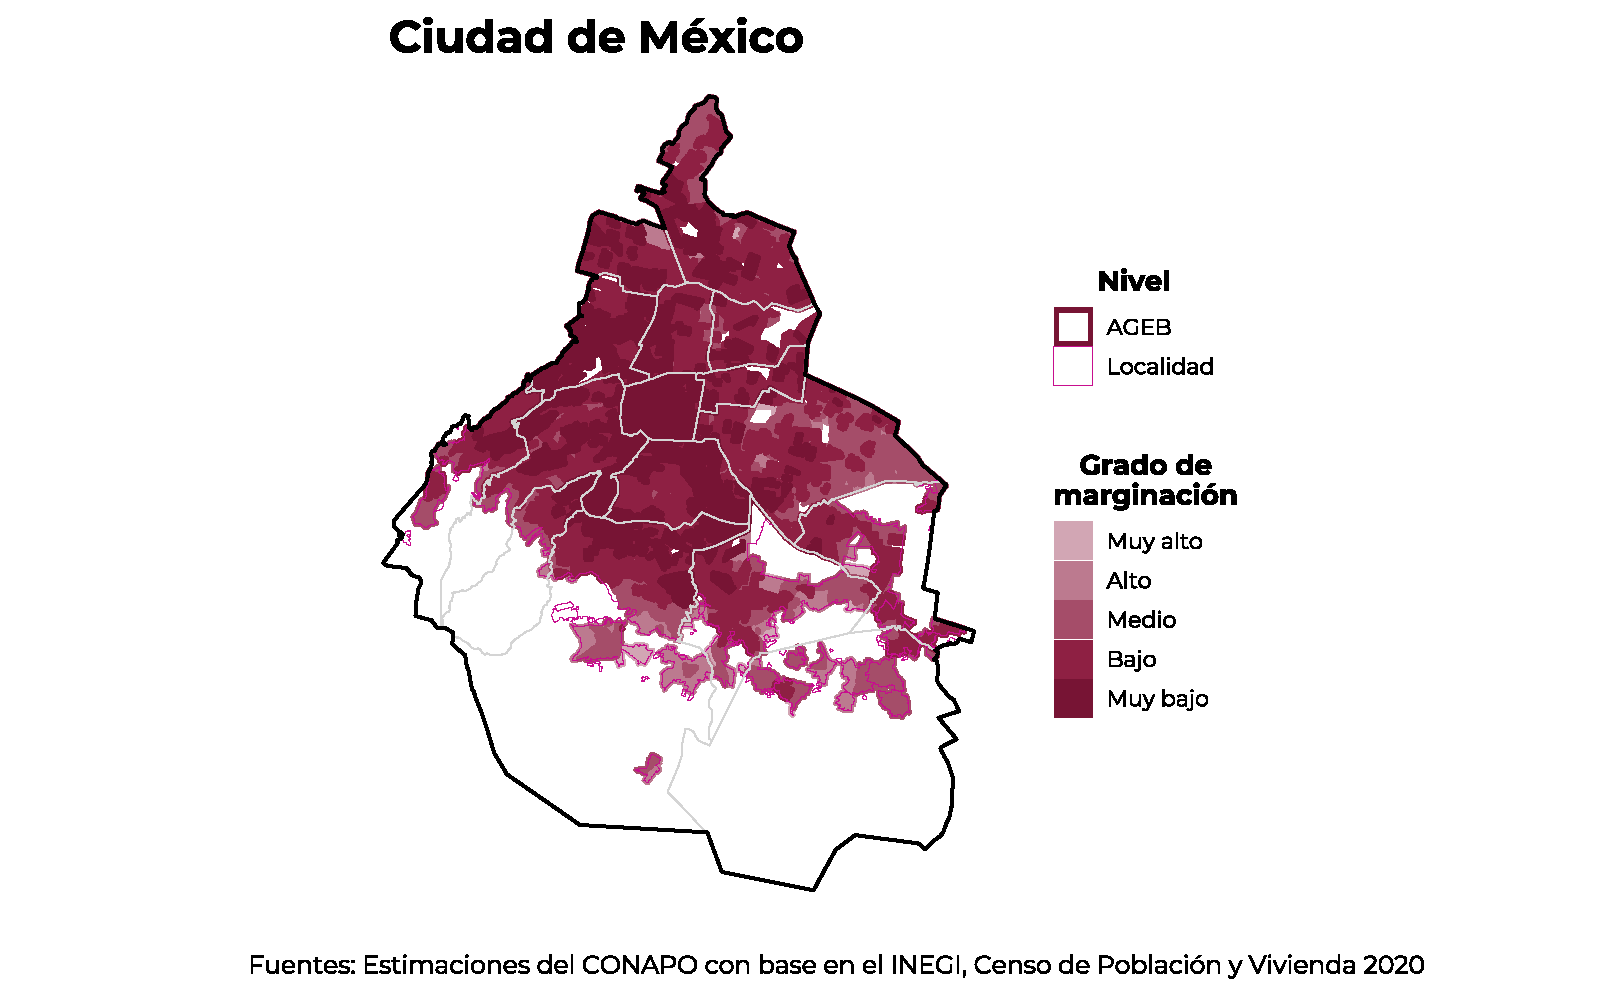 Ciudad de México
Nivel
AGEB
Localidad
Grado de
marginación
Muy alto
Alto
Medio
Bajo
Muy bajo
Fuentes: Estimaciones del CONAPO con base en el INEGI, Censo de Población y Vivienda 2020